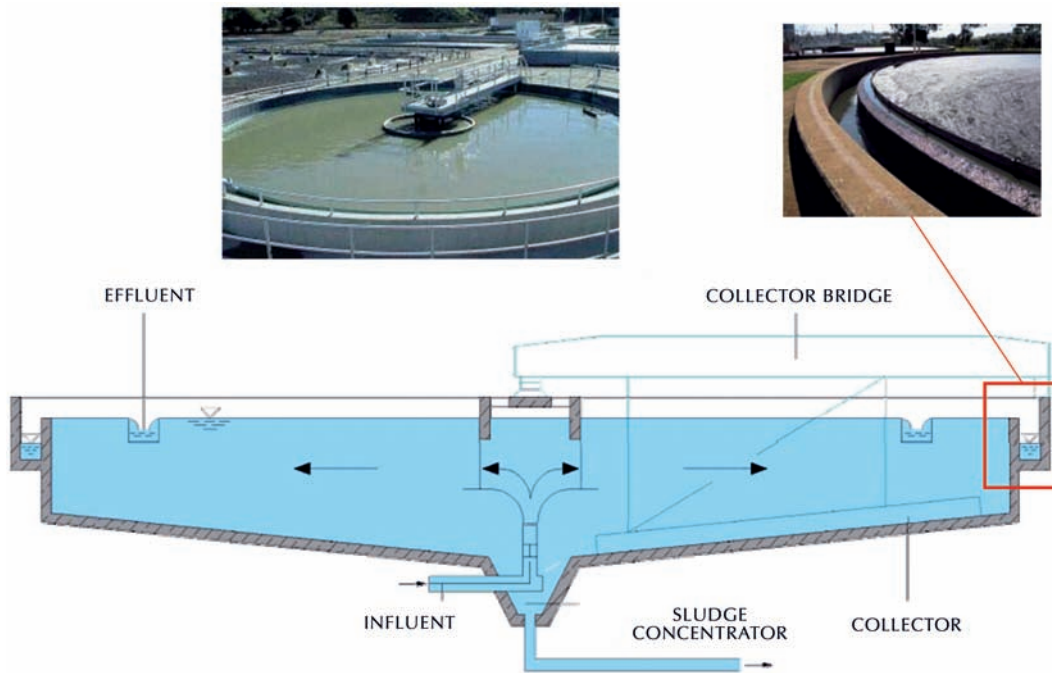 EFFLUENT
COLLECTOR BRIDGE
INFLUENT
SLUDGE
CONCENTRATOR
COLLECTOR